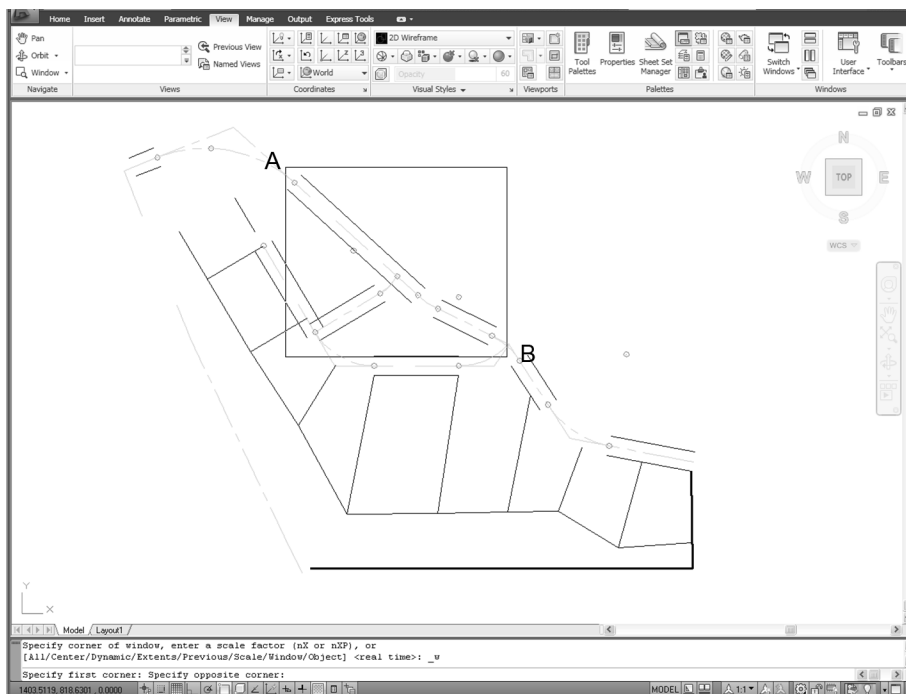 Home Insert Annotate Parametric View Manage Output Express Tools
Pan
Orbit
Window
Navigate
Previous View
Named Views
Views
World
Coordinates
2D Wireframe
Opacity 60
Visual Styles
Viewports
Tool Palettes
Properties
Sheet Set Manager
Palettes
Switch Windows
User Interface
Toolbars
Windows
A
B
N
W TOP E
S
WCS
Y
X
Model Layout1
Specify corner of window, enter a scale factor (nX or nXP), or
[All/Center/Dynamic/Extents/Previous/Scale/Window/Object] <real time>: _w
Specify first corner: Specify opposite corner:
1403.5119, 818.6301, 0.0000 MODEL 1:1